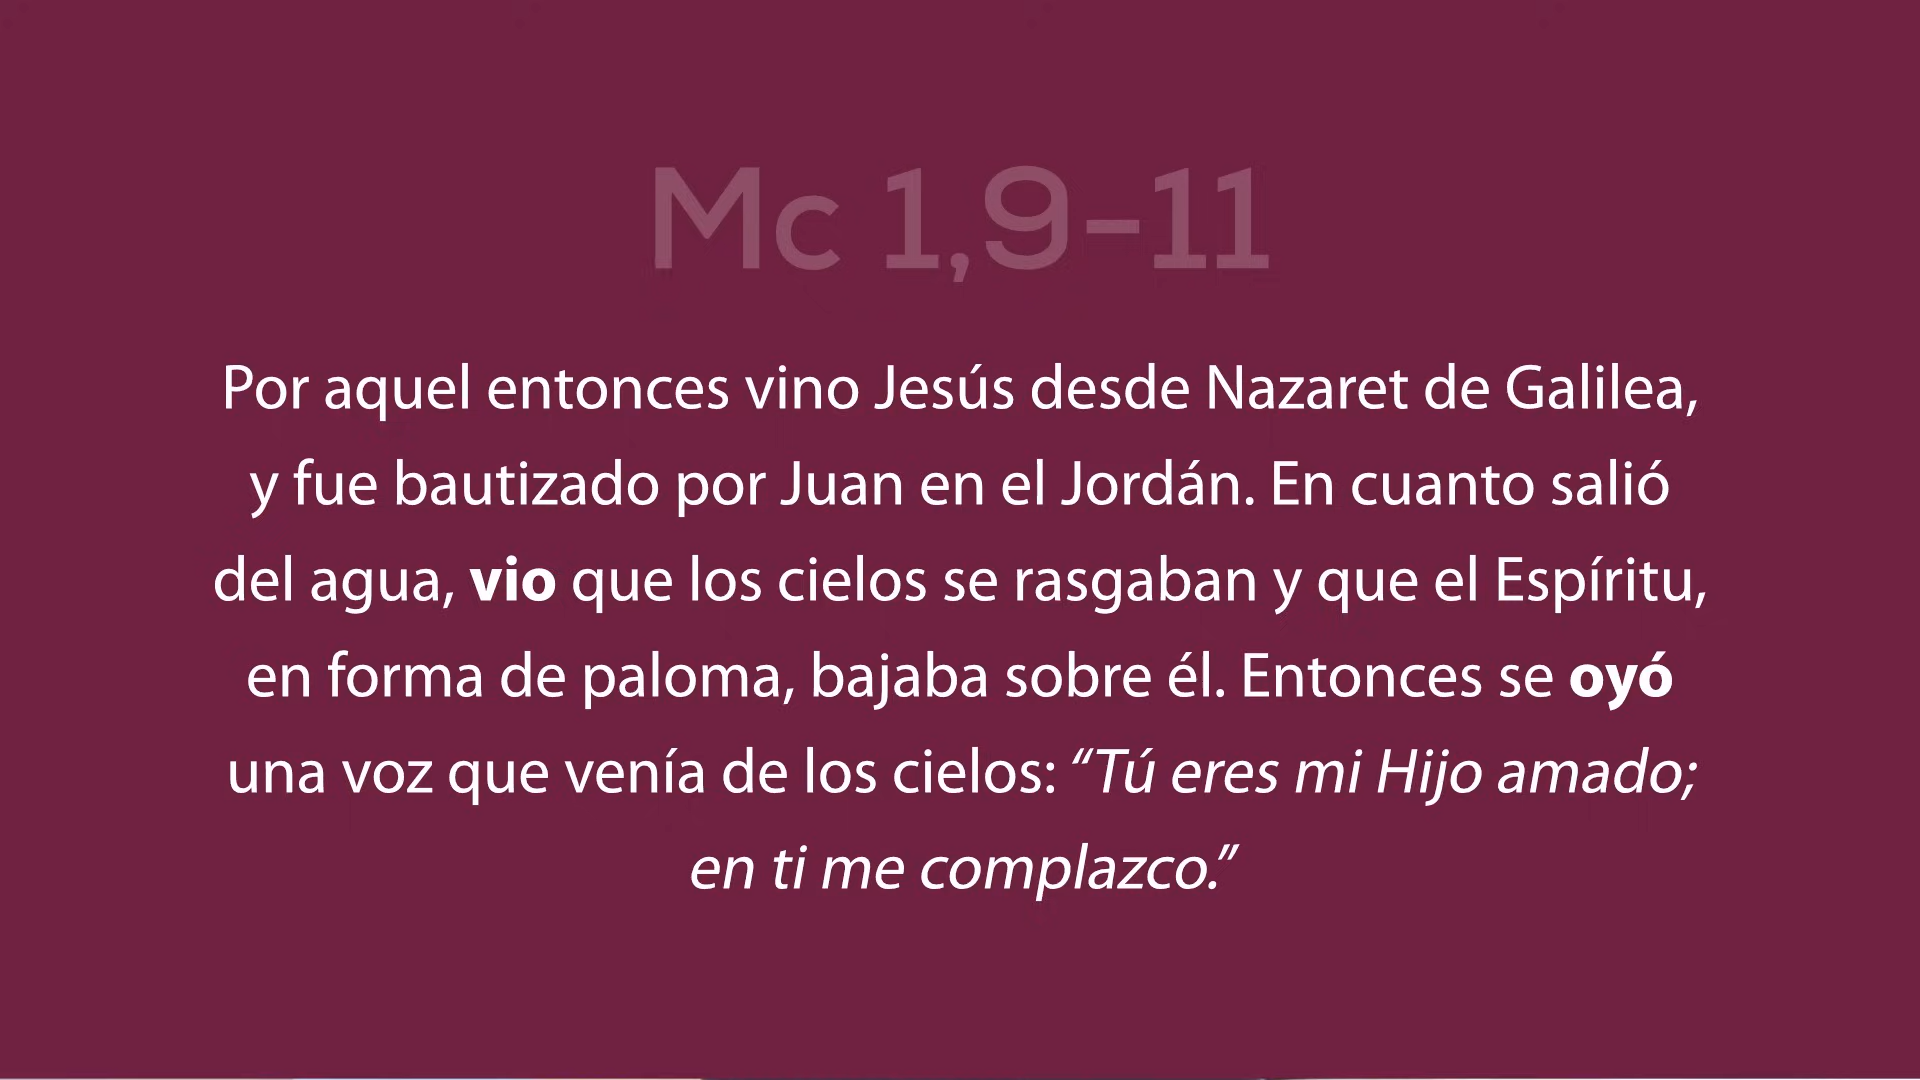 Mc 1,9-11
Por aquel entonces vino Jesús desde Nazaret de Galilea,
y fue bautizado por Juan en el Jordán. En cuanto salió
del agua, vio que los cielos se rasgaban y que el Espíritu,
en forma de paloma, bajaba sobre él. Entonces se oyó
una voz que venía de los cielos: “Tú eres mi Hijo amado;
en ti me complazco.”